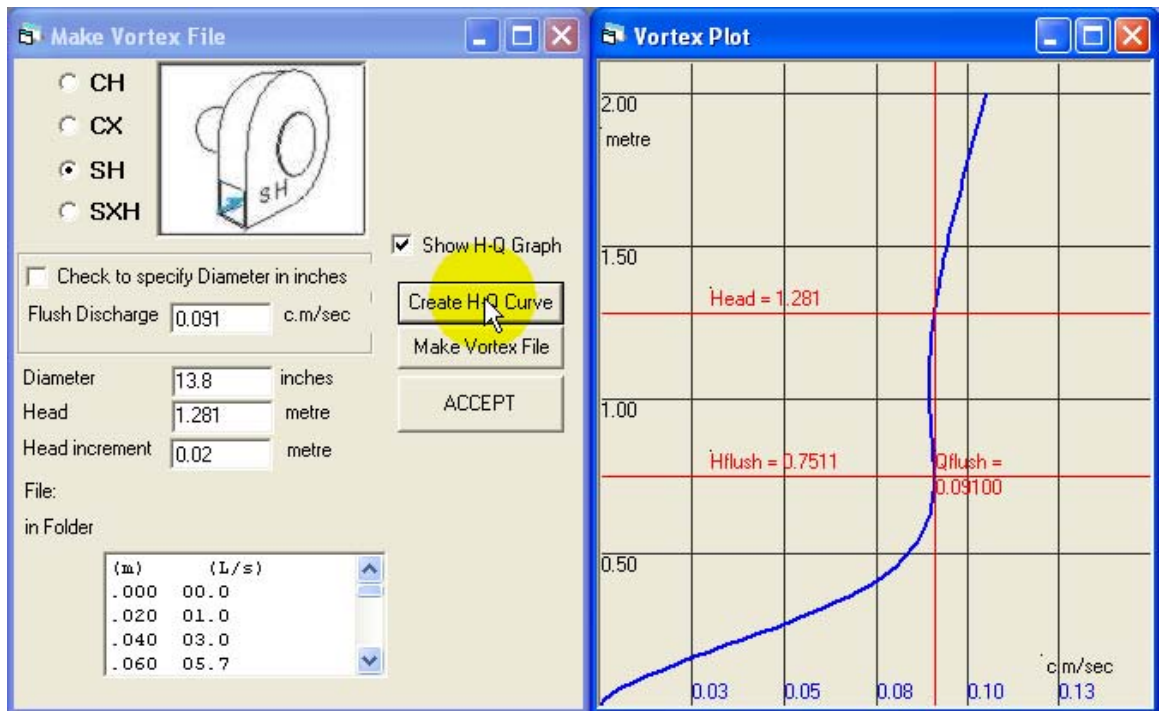 Make Vortex File
CH
CX
SH
SXH
SH
Show H-Q Graph
Check to specify Diameter in inches
Flush Discharge 0.091 c.m/sec
Create H-Q Curve
Make Vortex File
ACCEPT
Diameter 13.8 inches
Head 1.281 metre
Head increment 0.02 metre
File:
in Folder
(m) (L/s)
.000 00.0
.020 01.0
.040 03.0
.060 05.7
Vortex Plot
2.00
metre
1.50
Head = 1.281
1.00
Hflush = 0.7511
Qflush =
0.09100
0.50
c.m/sec
0.03 0.05 0.08 0.10 0.13